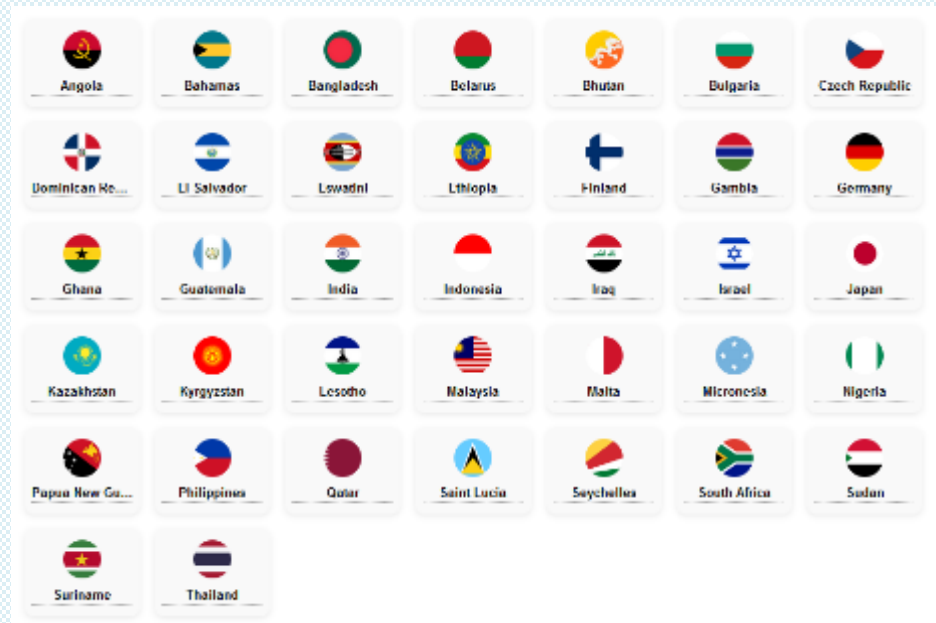 Angola Bahamas Bangladesh Belarus Bhutan Bulgaria Czech Republic
Dominican Re... El Salvador Eswatini Ethiopia Finland Gambia Germany
Ghana Guatemala India Indonesia Iraq Israel Japan
Kazakhstan Kyrgyzstan Lesotho Malaysia Malta Micronesia Nigeria
Papua New Gu... Philippines Qatar Saint Lucia Seychelles South Africa Sudan
Suriname Thailand